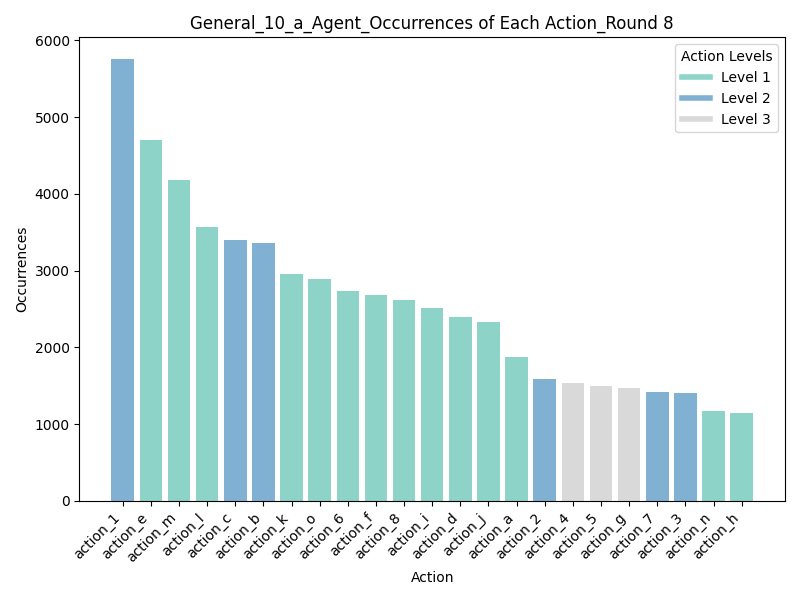 General_10_a_Agent_Occurrences of Each Action_Round 8
Action Levels
Level 1
Level 2
Level 3
Occurrences
6000
5000
4000
3000
2000
1000
0
action_1
action_e
action_m
action_l
action_c
action_b
action_k
action_o
action_6
action_f
action_8
action_i
action_d
action_j
action_a
action_2
action_4
action_5
action_g
action_7
action_3
action_n
action_h
Action